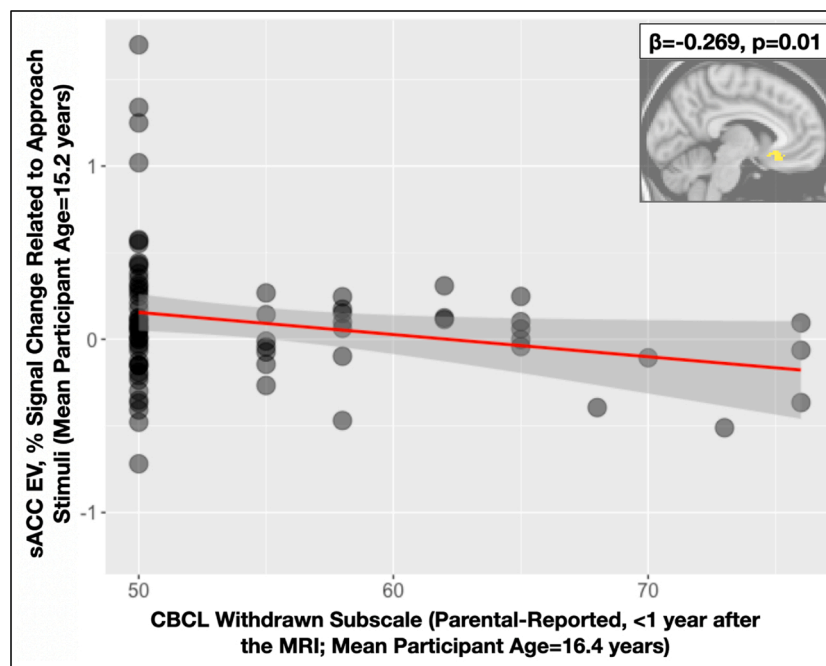 β=-0.269, p=0.01
sACC EV, % Signal Change Related to Approach
Stimuli (Mean Participant Age=15.2 years)
1
0
-1
50
60
70
CBCL Withdrawn Subscale (Parental-Reported, <1 year after
the MRI; Mean Participant Age=16.4 years)